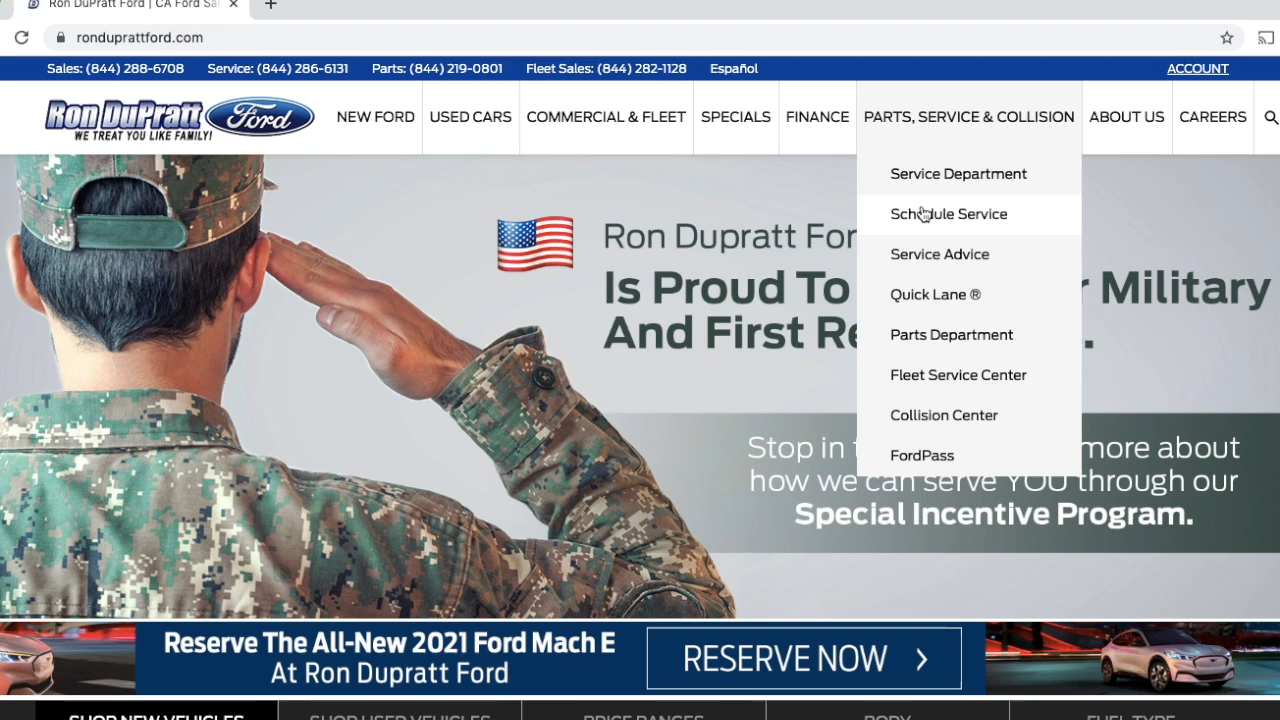 Ron DuPratt Ford | CA Ford Sa
ronduprattford.com
Sales: (844) 288-6708 Service: (844) 286-6131 Parts: (844) 219-0801 Fleet Sales: (844) 282-1128 Español ACCOUNT
Ron DuPratt Ford
WE TREAT YOU LIKE FAMILY!
NEW FORD USED CARS COMMERCIAL & FLEET SPECIALS FINANCE PARTS, SERVICE & COLLISION ABOUT US CAREERS
Service Department
Schedule Service
Service Advice
Quick Lane ®
Parts Department
Fleet Service Center
Collision Center
FordPass
Ron Dupratt For
Is Proud To r Military
And First Re .
Stop in more about
how we can serve YOU through our
Special Incentive Program.
Reserve The All-New 2021 Ford Mach E
At Ron Dupratt Ford
RESERVE NOW
SHOP NEW VEHICLES SHOP USED VEHICLES PRICE RANGES BODY FUEL TYPE